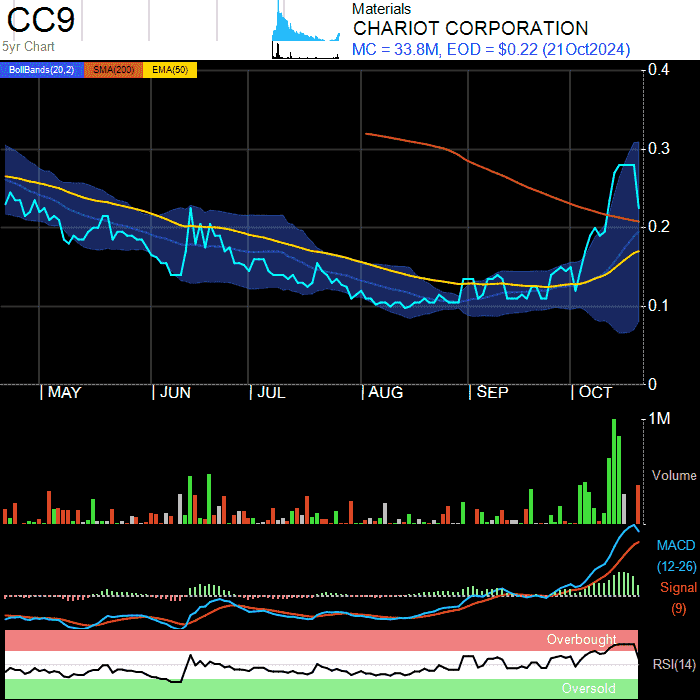 CC9
5yr Chart
Materials
CHARIOT CORPORATION
MC = 33.8M, EOD = $0.22 (21Oct2024)
BollBands(20,2) SMA(200) EMA(50)
0.4
0.3
0.2
0.1
0
MAY JUN JUL AUG SEP OCT
1M
Volume
MACD
(12-26)
Signal
(9)
Overbought
RSI(14)
Oversold